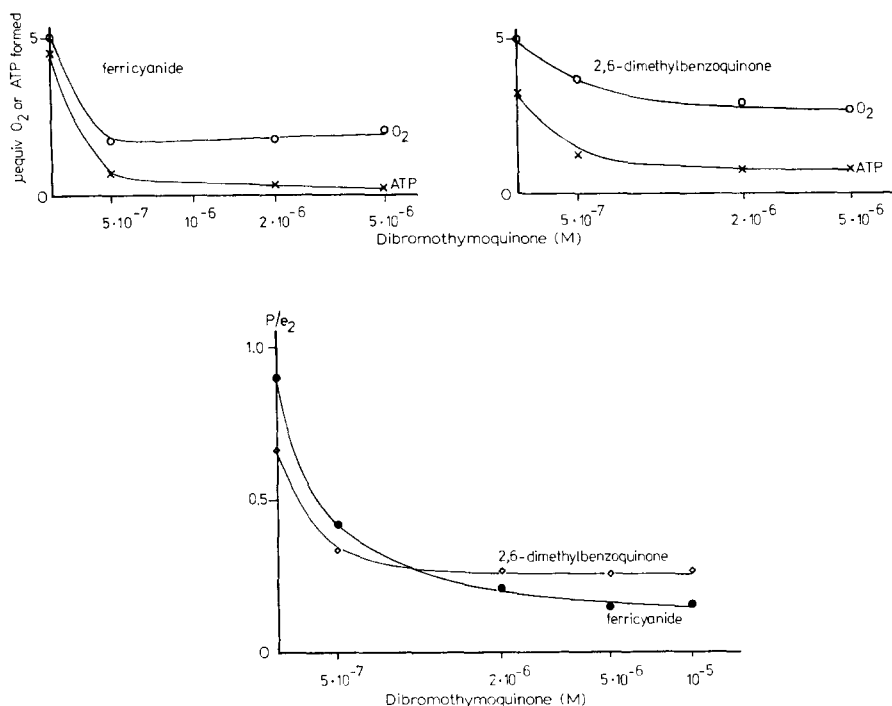 μequiv O₂ or ATP formed
5
0
ferricyanide
O₂
ATP
5·10⁻⁷
10⁻⁶
2·10⁻⁶
5·10⁻⁶
5
0
2,6-dimethylbenzoquinone
O₂
ATP
5·10⁻⁷
2·10⁻⁶
5·10⁻⁶
Dibromothymoquinone (M)
P/e₂
1.0
0.5
0
2,6-dimethylbenzoquinone
ferricyanide
5·10⁻⁷
2·10⁻⁶
5·10⁻⁶
10⁻⁵
Dibromothymoquinone (M)